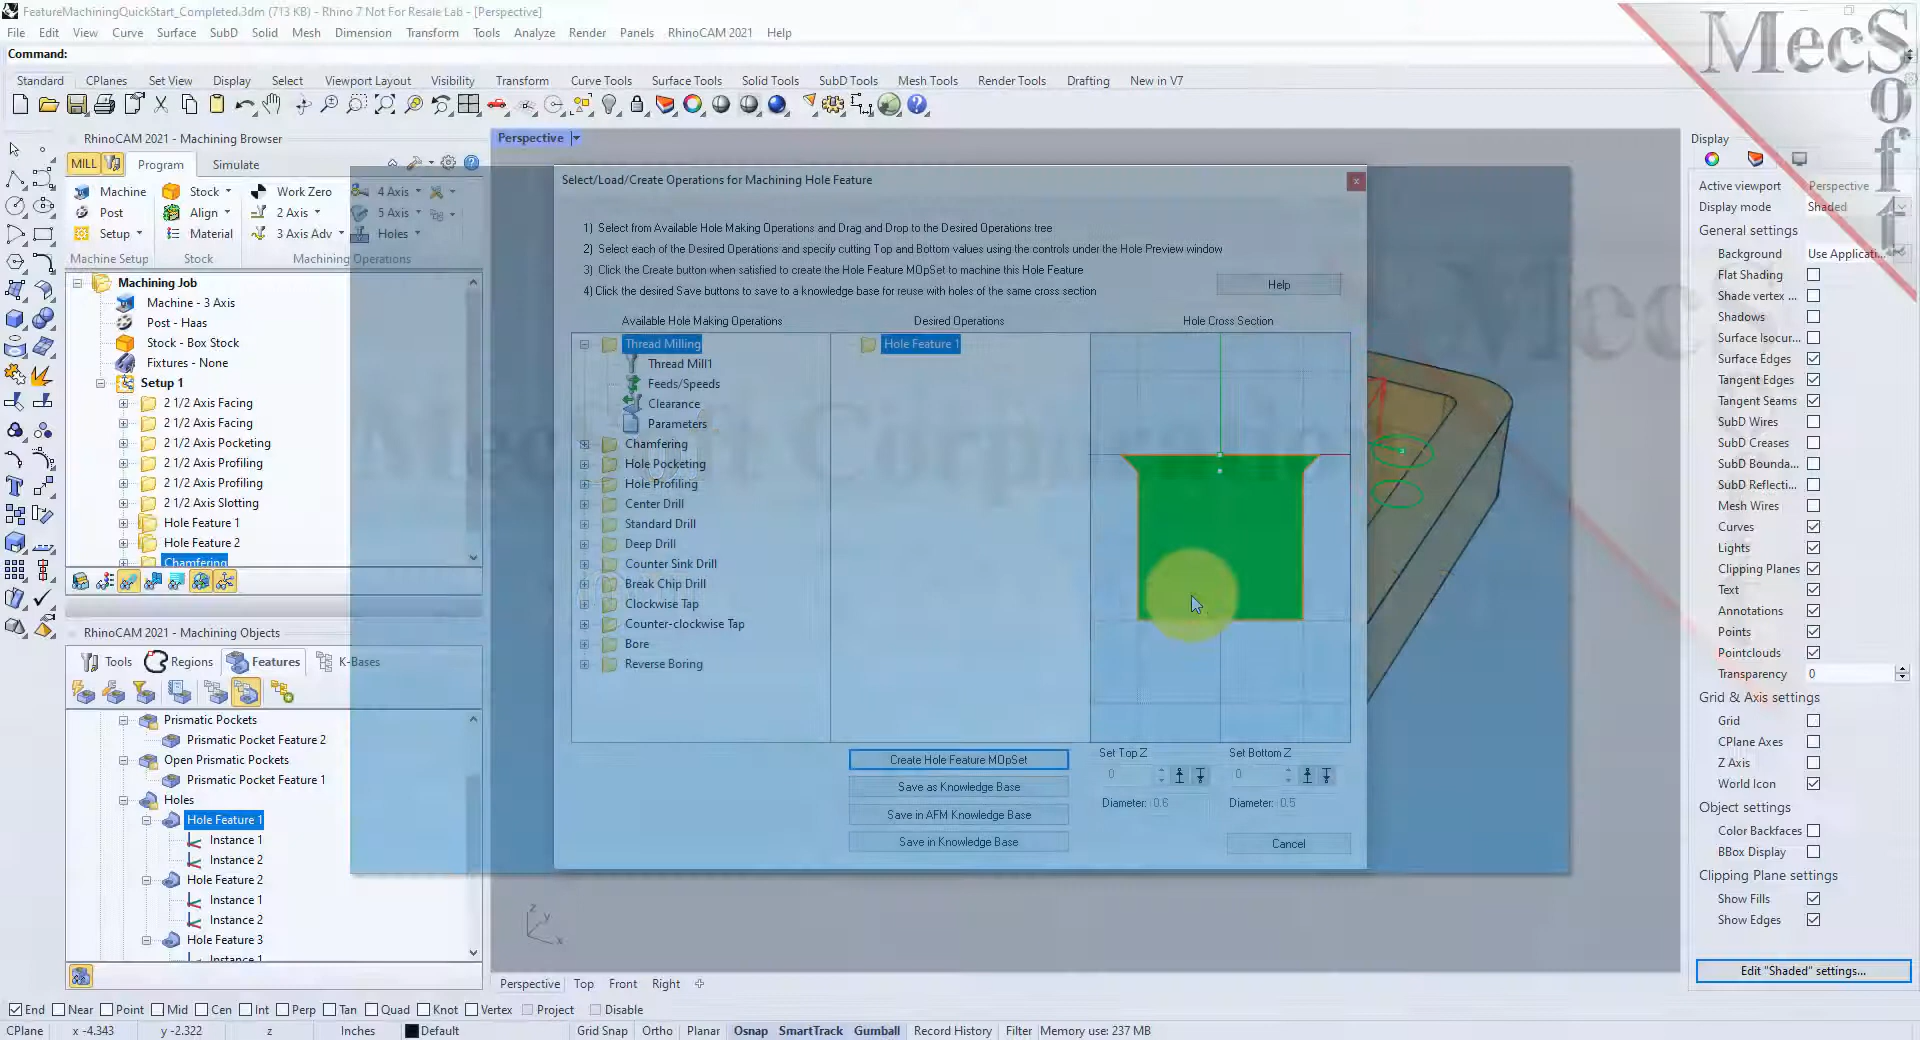 FeatureMachiningQuickStart_Completed.3dm (713 KB) - Rhino 7 Not For Resale Lab - [Perspective]
File Edit View Curve Surface SubD Solid Mesh Dimension Transform Tools Analyze Render Panels RhinoCAM 2021 Help
Command:
Standard CPlanes Set View Display Select Viewport Layout Visibility Transform Curve Tools Surface Tools Solid Tools SubD Tools Mesh Tools Render Tools Drafting New in V7
MecSoft
RhinoCAM 2021 - Machining Browser
MILL Program Simulate
Machine Stock Work Zero 4 Axis
Post Align 2 Axis 5 Axis
Setup Material 3 Axis Adv Holes
Machine Setup Stock Machining Operations
Machining Job
Machine - 3 Axis
Post - Haas
Stock - Box Stock
Fixtures - None
Setup 1
2 1/2 Axis Facing
2 1/2 Axis Facing
2 1/2 Axis Pocketing
2 1/2 Axis Profiling
2 1/2 Axis Profiling
2 1/2 Axis Slotting
Hole Feature 1
Hole Feature 2
Chamfering
RhinoCAM 2021 - Machining Objects
Tools Regions Features K-Bases
Prismatic Pockets
Prismatic Pocket Feature 2
Open Prismatic Pockets
Prismatic Pocket Feature 1
Holes
Hole Feature 1
Instance 1
Instance 2
Hole Feature 2
Instance 1
Instance 2
Hole Feature 3
Instance 1
Perspective
Select/Load/Create Operations for Machining Hole Feature
1) Select from Available Hole Making Operations and Drag and Drop to the Desired Operations tree
2) Select each of the Desired Operations and specify cutting Top and Bottom values using the controls under the Hole Preview window
3) Click the Create button when satisfied to create the Hole Feature MOpSet to machine this Hole Feature
4) Click the desired Save buttons to save to a knowledge base for reuse with holes of the same cross section
Help
Available Hole Making Operations Desired Operations Hole Cross Section
Thread Milling
Thread Mill1
Feeds/Speeds
Clearance
Parameters
Chamfering
Hole Pocketing
Hole Profiling
Center Drill
Standard Drill
Deep Drill
Counter Sink Drill
Break Chip Drill
Clockwise Tap
Counter-clockwise Tap
Bore
Reverse Boring
Hole Feature 1
Create Hole Feature MOpSet
Save as Knowledge Base
Save in AFM Knowledge Base
Save in Knowledge Base
Set Top Z Set Bottom Z
0 0
Diameter: 0.6 Diameter: 0.5
Cancel
z y x
Perspective Top Front Right
Display
Active viewport Perspective
Display mode Shaded
General settings
Background Use Applicati...
Flat Shading
Shade vertex ...
Shadows
Surface Isocur...
Surface Edges
Tangent Edges
Tangent Seams
SubD Wires
SubD Creases
SubD Bounda...
SubD Reflecti...
Mesh Wires
Curves
Lights
Clipping Planes
Text
Annotations
Points
Pointclouds
Transparency 0
Grid & Axis settings
Grid
CPlane Axes
Z Axis
World Icon
Object settings
Color Backfaces
BBox Display
Clipping Plane settings
Show Fills
Show Edges
Edit "Shaded" settings...
End Near Point Mid Cen Int Perp Tan Quad Knot Vertex Project Disable
CPlane x -4.343 y -2.322 z Inches Default Grid Snap Ortho Planar Osnap SmartTrack Gumball Record History Filter Memory use: 237 MB